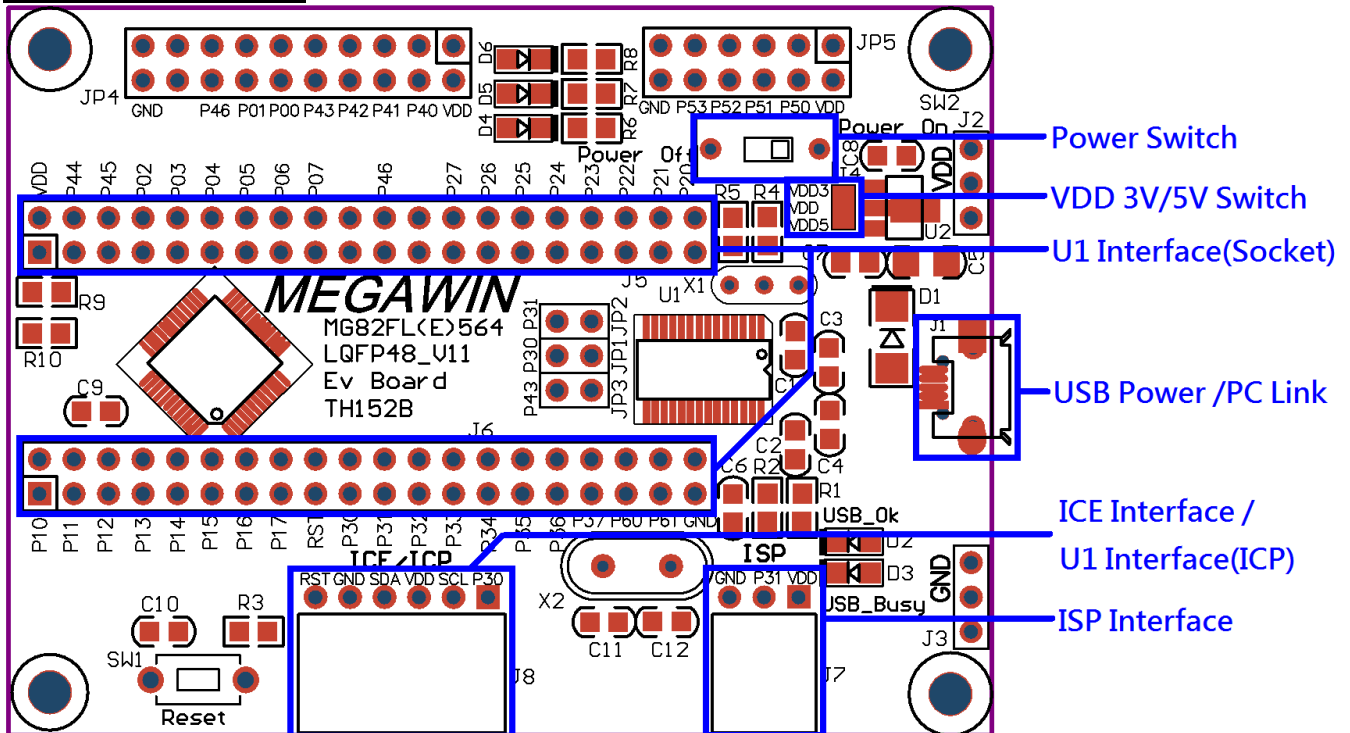 D6
R8
JP5
JP4
GND P46 P01 P00 P43 P42 P41 P40 VDD
D5
R7
GND P53 P52 P51 P50 VDD
SW2
D4
R6
Power On
J2
Power Switch
Power Off
C8
VDD
VDD P44 P45 P02 P03 P04 P05 P06 P07 P46 P27 P26 P25 P24 P23 P22 P21 P20
J4
R5 R4
VDD3
VDD
VDD5
VDD 3V/5V Switch
U2
U1 Interface(Socket)
C7
C5
R9
MEGAWIN
J5
U1
X1
D1
MG82FL(E)564
P31 JP2
C3
J1
LQFP48_V11
P30 JP1
R10
Ev Board
C1
C9
TH152B
P43 JP3
USB Power /PC Link
J6
C2
C4
C6 R2
R1
P10 P11 P12 P13 P14 P15 P16 P17 RST P30 P31 P32 P33 P34 P35 P36 P37 P60 P61 GND
USB_Ok
ICE Interface /
U1 Interface(ICP)
ICE/ICP
ISP
D2
RST GND SDA VDD SCL P30
GND P31 VDD
D3
GND
X2
USB_Busy
C10
R3
ISP Interface
C11 C12
J3
SW1
J8
J7
Reset